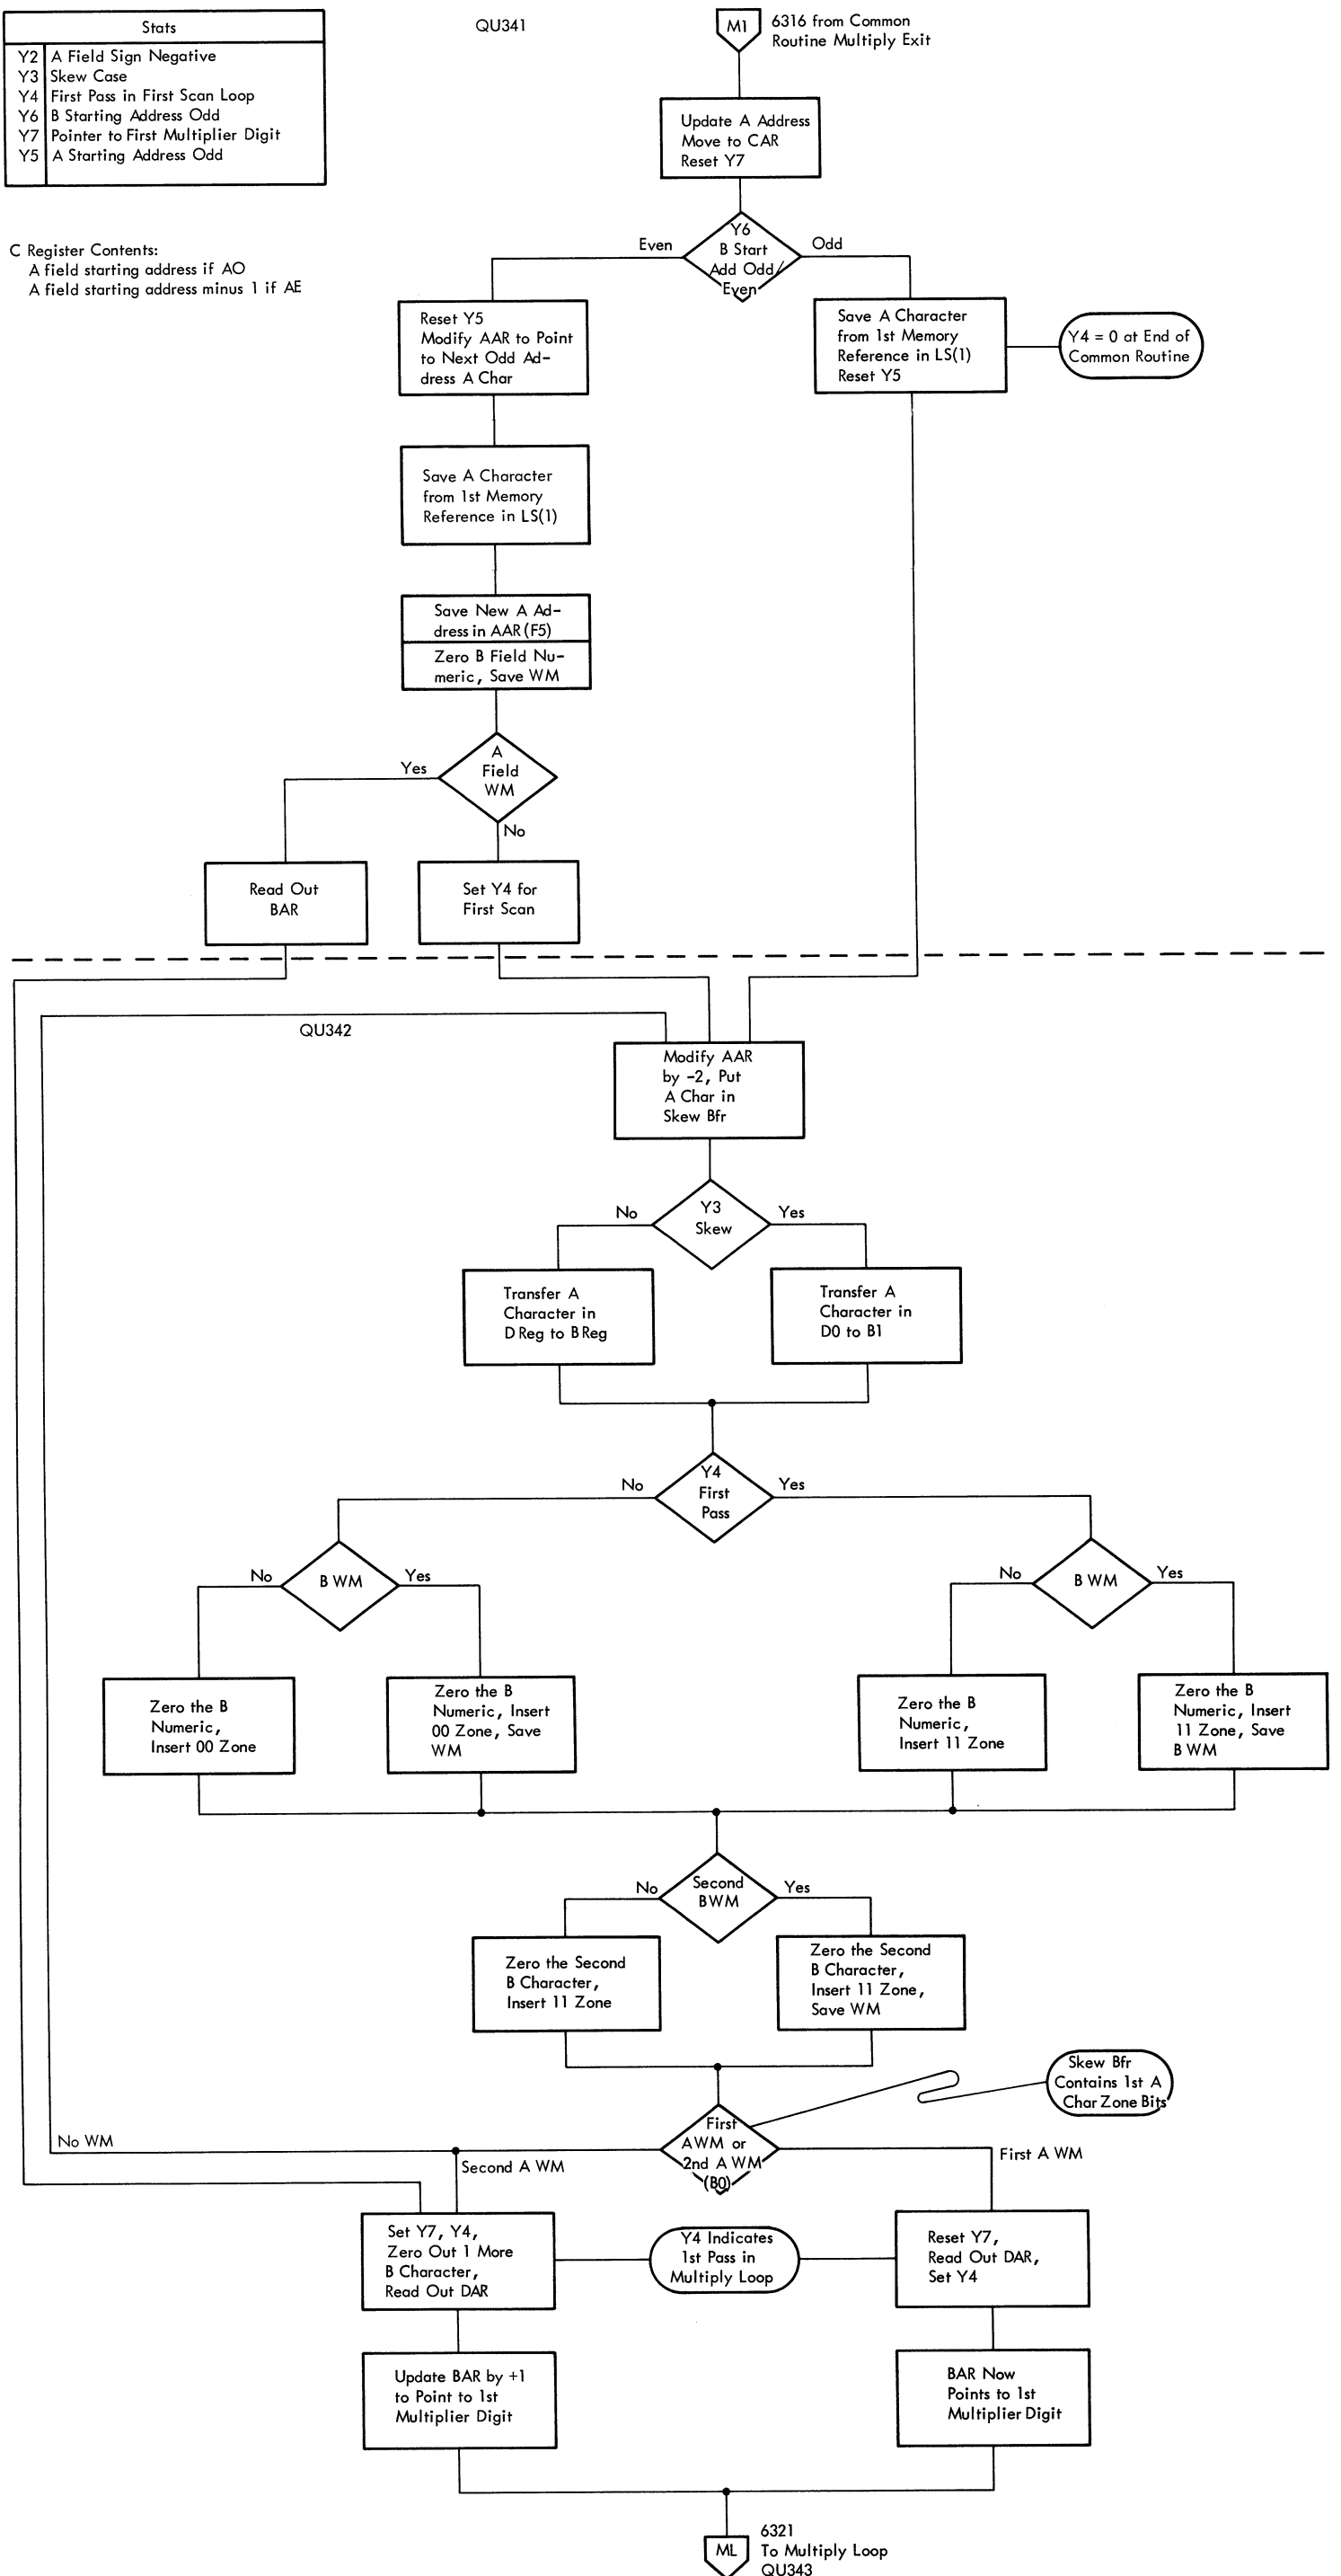 Stats
Y2 A Field Sign Negative
Y3 Skew Case
Y4 First Pass in First Scan Loop
Y6 B Starting Address Odd
Y7 Pointer to First Multiplier Digit
Y5 A Starting Address Odd
QU341
M1
6316 from Common
Routine Multiply Exit
Update A Address
Move to CAR
Reset Y7
C Register Contents:
A field starting address if AO
A field starting address minus 1 if AE
Even
Y6
B Start
Add Odd/
Even
Odd
Reset Y5
Modify AAR to Point
to Next Odd Ad-
dress A Char
Save A Character
from 1st Memory
Reference in LS(1)
Reset Y5
Y4 = 0 at End of
Common Routine
Save A Character
from 1st Memory
Reference in LS(1)
Save New A Ad-
dress in AAR (F5)
Zero B Field Nu-
meric, Save WM
Yes
A
Field
WM
No
Read Out
BAR
Set Y4 for
First Scan
QU342
Modify AAR
by -2, Put
A Char in
Skew Bfr
No
Y3
Skew
Yes
Transfer A
Character in
D Reg to B Reg
Transfer A
Character in
D0 to B1
No
Y4
First
Pass
Yes
No
B WM
Yes
No
B WM
Yes
Zero the B
Numeric,
Insert 00 Zone
Zero the B
Numeric, Insert
00 Zone, Save
WM
Zero the B
Numeric,
Insert 11 Zone
Zero the B
Numeric, Insert
11 Zone, Save
B WM
No
Second
BWM
Yes
Zero the Second
B Character,
Insert 11 Zone
Zero the Second
B Character,
Insert 11 Zone,
Save WM
Skew Bfr
Contains 1st A
Char Zone Bits
No WM
First
AWM or
2nd A WM
(B0)
Second A WM
First A WM
Set Y7, Y4,
Zero Out 1 More
B Character,
Read Out DAR
Y4 Indicates
1st Pass in
Multiply Loop
Reset Y7,
Read Out DAR,
Set Y4
Update BAR by +1
to Point to 1st
Multiplier Digit
BAR Now
Points to 1st
Multiplier Digit
ML
6321
To Multiply Loop
QU343